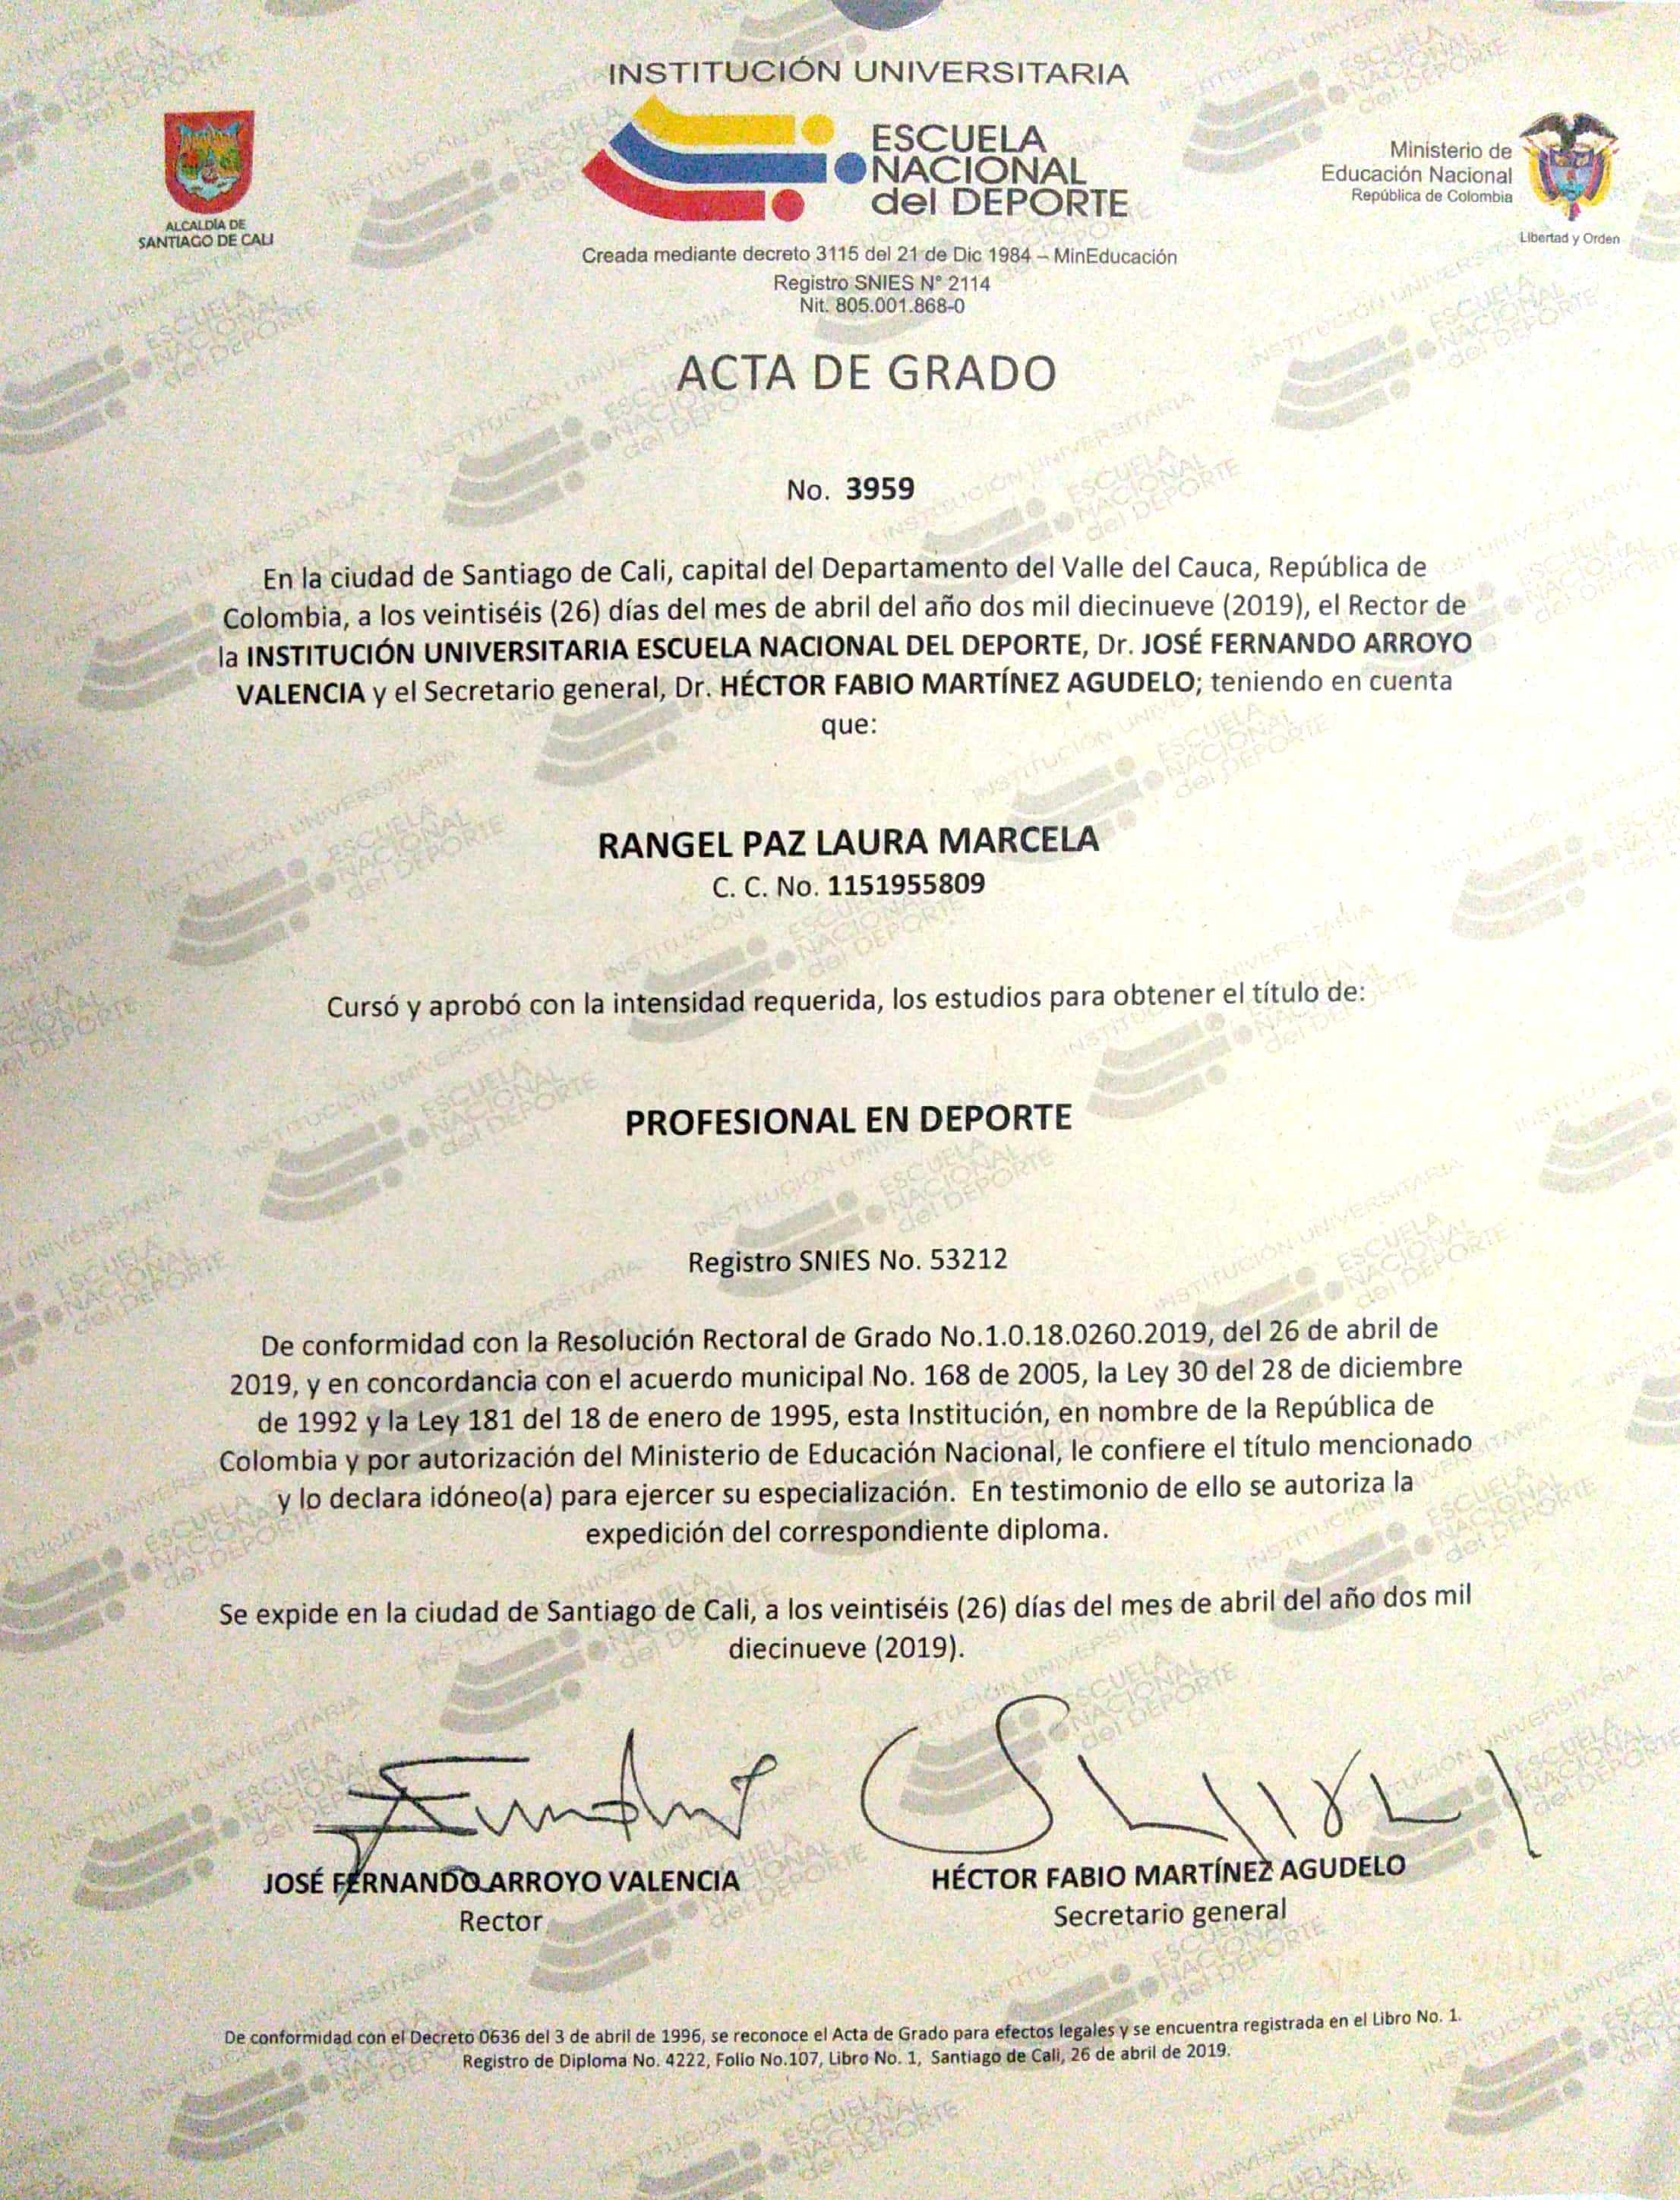 INSTITUCIÓN UNIVERSITARIA
ESCUELA
NACIONAL
del DEPORTE
ALCALDÍA DE
SANTIAGO DE CALI
Ministerio de
Educación Nacional
República de Colombia
Libertad y Orden
Creada mediante decreto 3115 del 21 de Dic 1984 – MinEducación
Registro SNIES N° 2114
Nit. 805.001.868-0
ACTA DE GRADO
No. 3959
En la ciudad de Santiago de Cali, capital del Departamento del Valle del Cauca, República de
Colombia, a los veintiséis (26) días del mes de abril del año dos mil diecinueve (2019), el Rector de
la INSTITUCIÓN UNIVERSITARIA ESCUELA NACIONAL DEL DEPORTE, Dr. JOSÉ FERNANDO ARROYO
VALENCIA y el Secretario general, Dr. HÉCTOR FABIO MARTÍNEZ AGUDELO; teniendo en cuenta
que:
RANGEL PAZ LAURA MARCELA
C. C. No. 1151955809
Cursó y aprobó con la intensidad requerida, los estudios para obtener el título de:
PROFESIONAL EN DEPORTE
Registro SNIES No. 53212
De conformidad con la Resolución Rectoral de Grado No.1.0.18.0260.2019, del 26 de abril de
2019, y en concordancia con el acuerdo municipal No. 168 de 2005, la Ley 30 del 28 de diciembre
de 1992 y la Ley 181 del 18 de enero de 1995, esta Institución, en nombre de la República de
Colombia y por autorización del Ministerio de Educación Nacional, le confiere el título mencionado
y lo declara idóneo(a) para ejercer su especialización. En testimonio de ello se autoriza la
expedición del correspondiente diploma.
Se expide en la ciudad de Santiago de Cali, a los veintiséis (26) días del mes de abril del año dos mil
diecinueve (2019).
JOSÉ FERNANDO ARROYO VALENCIA
Rector
HÉCTOR FABIO MARTÍNEZ AGUDELO
Secretario general
De conformidad con el Decreto 0636 del 3 de abril de 1996, se reconoce el Acta de Grado para efectos legales y se encuentra registrada en el Libro No. 1.
Registro de Diploma No. 4222, Folio No.107, Libro No. 1, Santiago de Cali, 26 de abril de 2019.